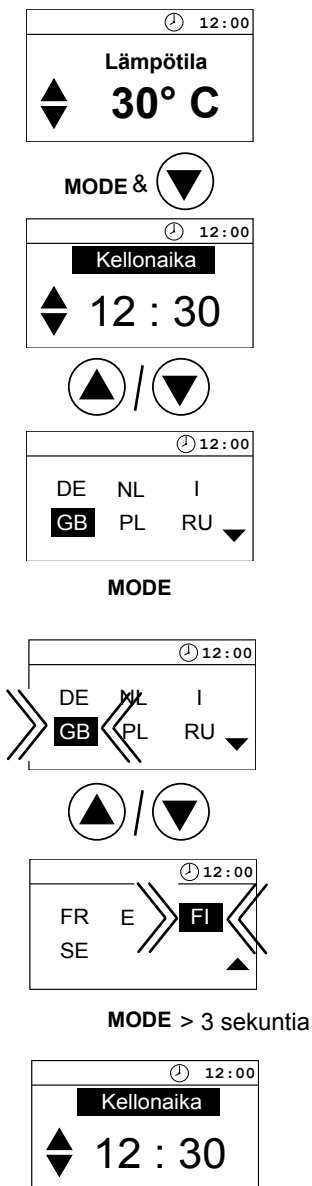 12:00
Lämpötila
30° C
MODE &
12:00
Kellonaika
12 : 30
/
12:00
DE NL I
GB PL RU
MODE
12:00
DE NL I
GB PL RU
/
12:00
FR E FI
SE
MODE > 3 sekuntia
12:00
Kellonaika
12 : 30